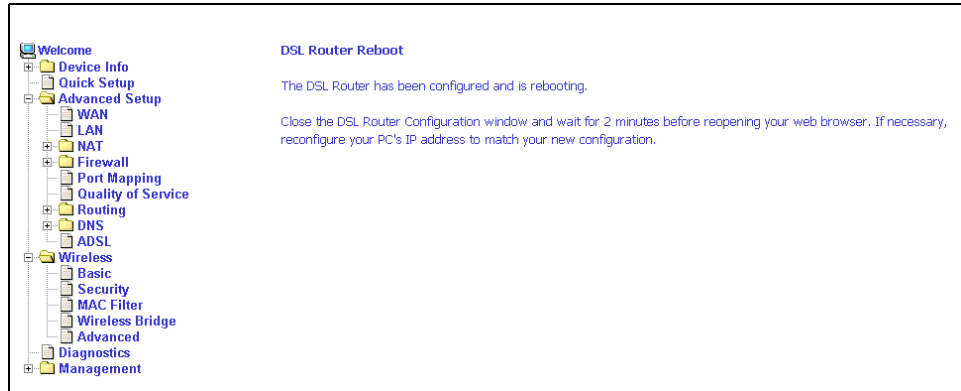 Welcome
Device Info
Quick Setup
Advanced Setup
WAN
LAN
NAT
Firewall
Port Mapping
Quality of Service
Routing
DNS
ADSL
Wireless
Basic
Security
MAC Filter
Wireless Bridge
Advanced
Diagnostics
Management
DSL Router Reboot
The DSL Router has been configured and is rebooting.
Close the DSL Router Configuration window and wait for 2 minutes before reopening your web browser. If necessary,
reconfigure your PC's IP address to match your new configuration.